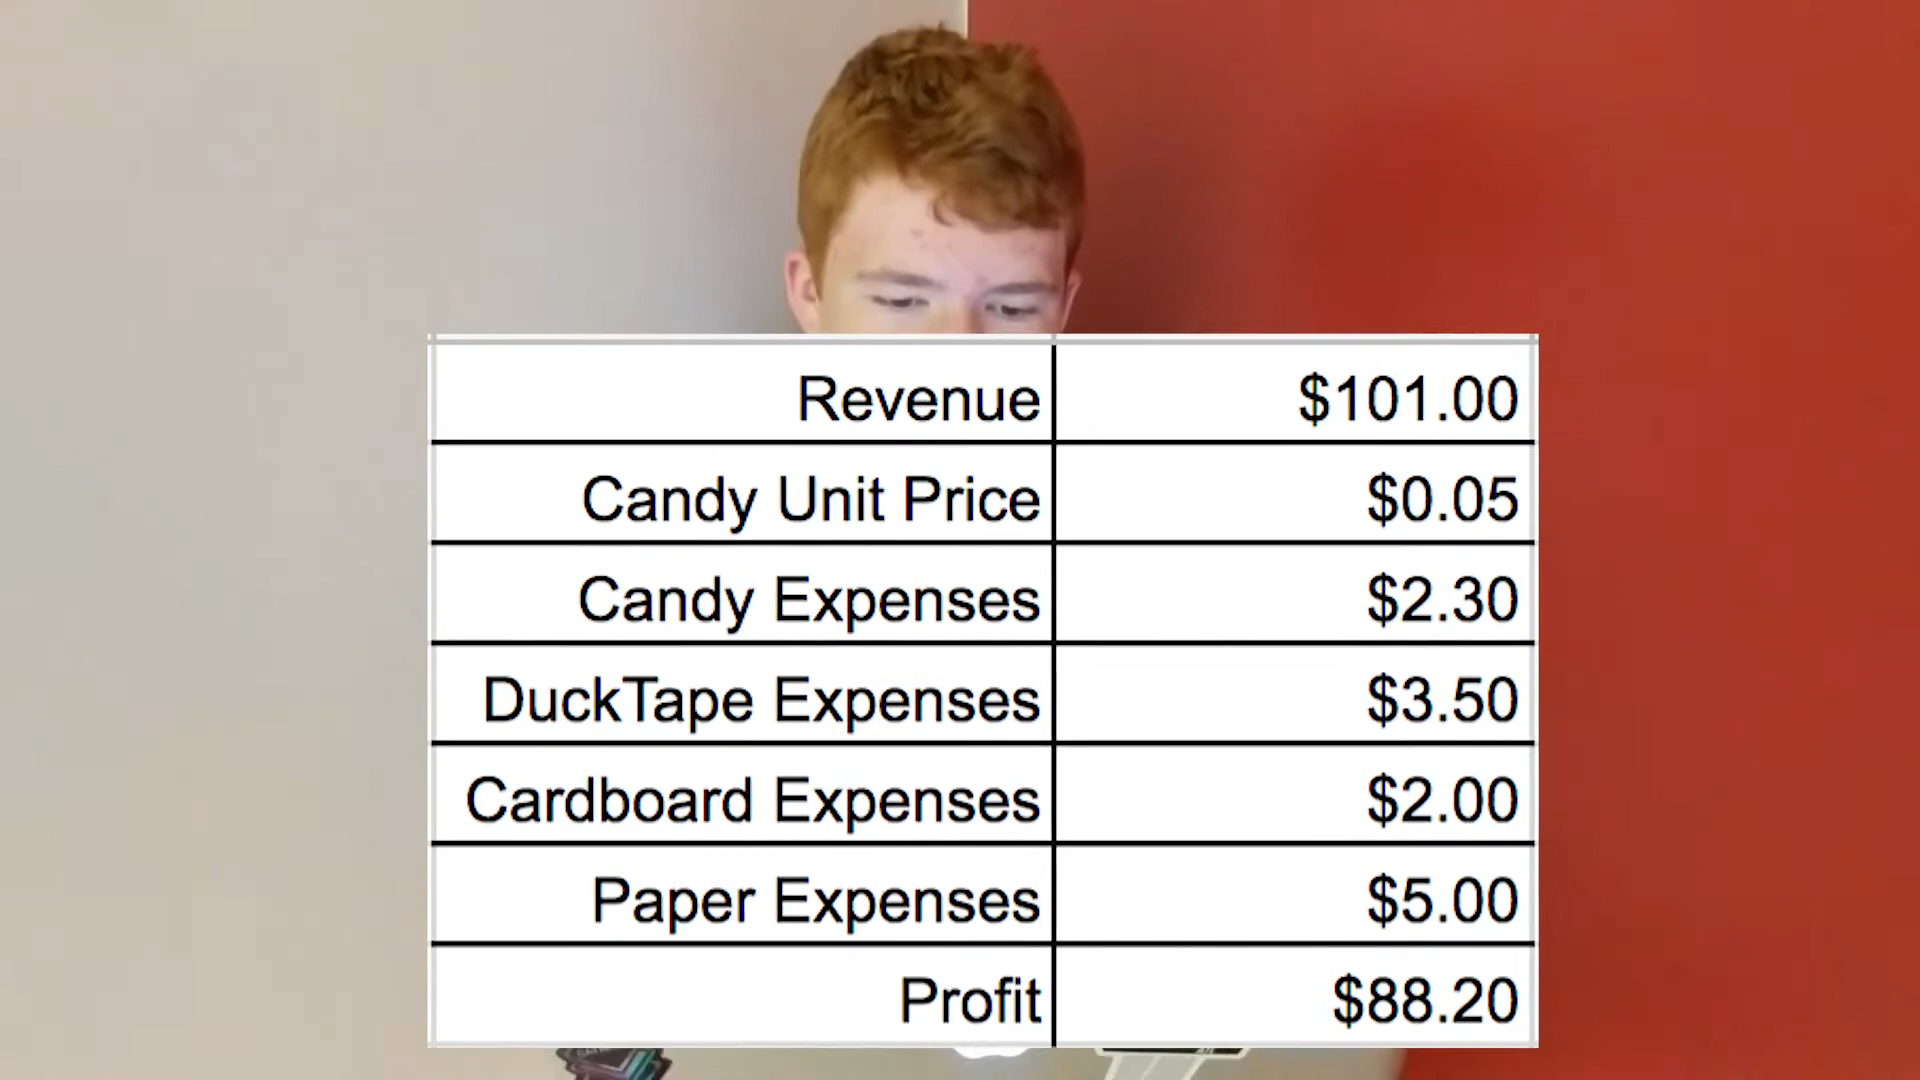 Revenue $101.00
Candy Unit Price $0.05
Candy Expenses $2.30
DuckTape Expenses $3.50
Cardboard Expenses $2.00
Paper Expenses $5.00
Profit $88.20